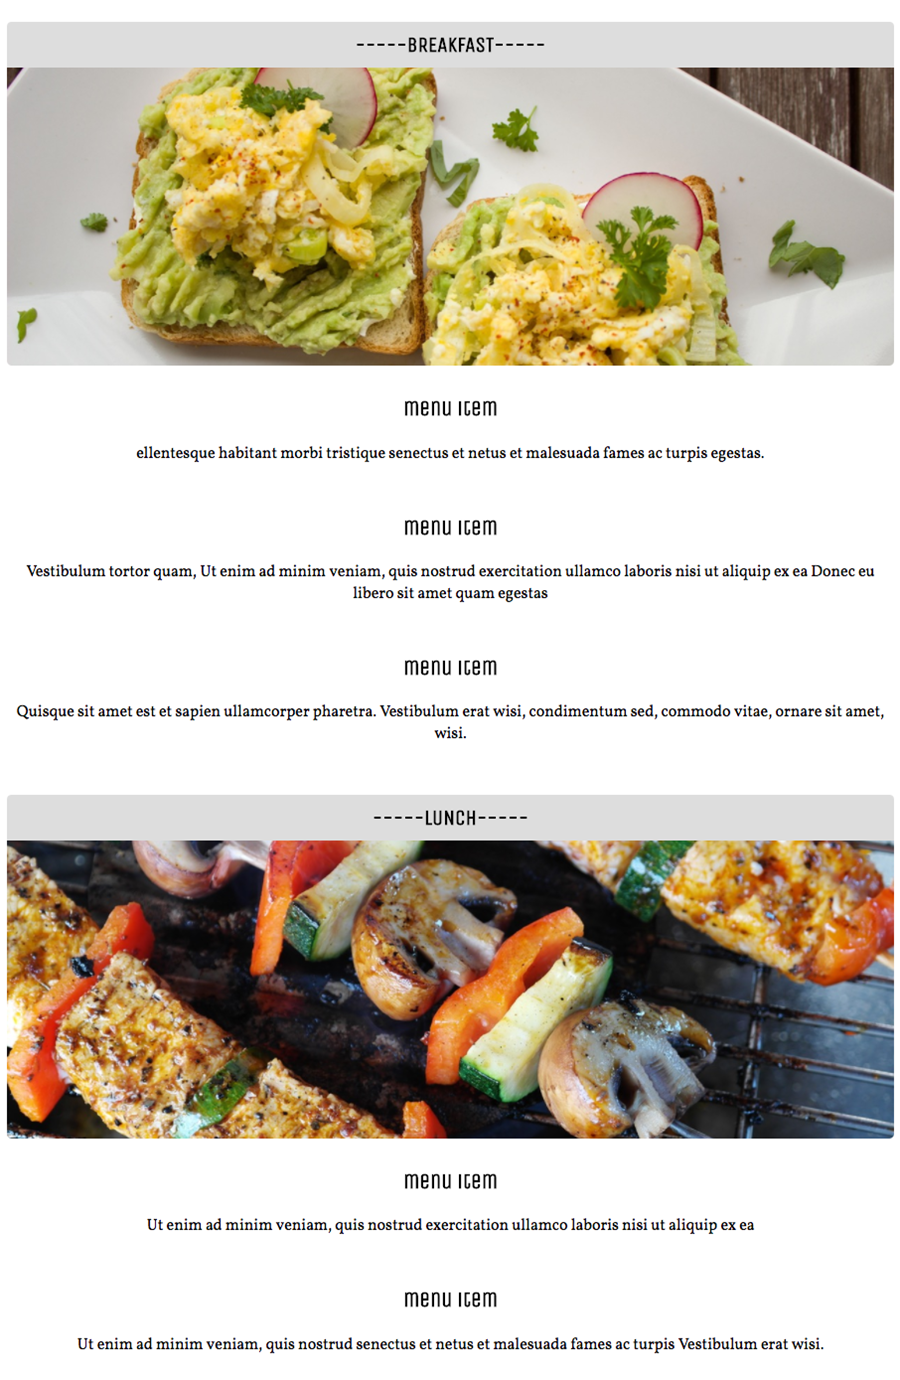 -----BREAKFAST-----
menu item
ellentesque habitant morbi tristique senectus et netus et malesuada fames ac turpis egestas.
menu item
Vestibulum tortor quam, Ut enim ad minim veniam, quis nostrud exercitation ullamco laboris nisi ut aliquip ex ea Donec eu
libero sit amet quam egestas
menu item
Quisque sit amet est et sapien ullamcorper pharetra. Vestibulum erat wisi, condimentum sed, commodo vitae, ornare sit amet,
wisi.
-----LUNCH-----
menu item
Ut enim ad minim veniam, quis nostrud exercitation ullamco laboris nisi ut aliquip ex ea
menu item
Ut enim ad minim veniam, quis nostrud senectus et netus et malesuada fames ac turpis Vestibulum erat wisi.